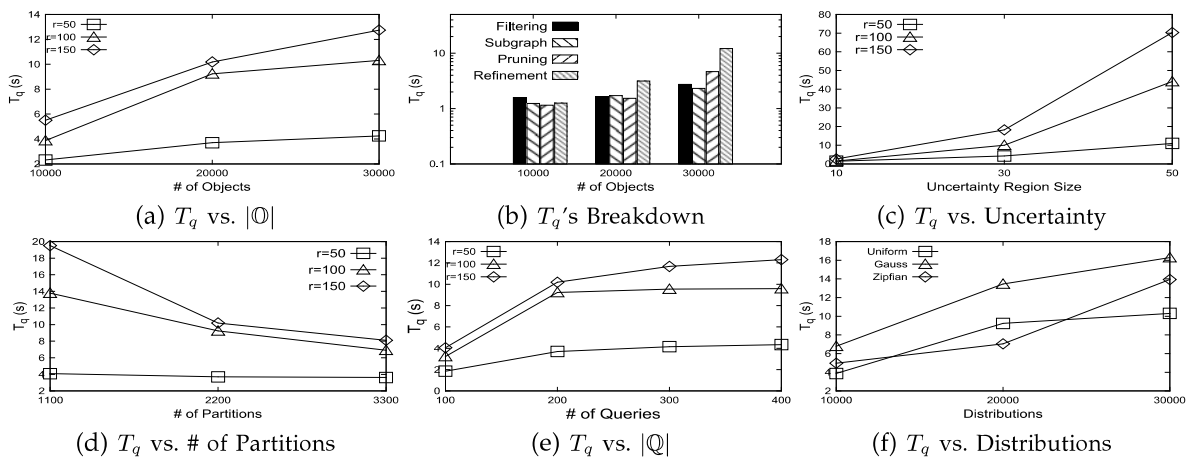 r=50
r=100
r=150
T_q (s)
14
12
10
8
6
4
2
10000 20000 30000
# of Objects
(a) T_q vs. |𝕆|
Filtering
Subgraph
Pruning
Refinement
T_q (s)
10
1
0.1
10000 20000 30000
# of Objects
(b) T_q's Breakdown
r=50
r=100
r=150
T_q (s)
80
70
60
50
40
30
20
10
0
10 30 50
Uncertainty Region Size
(c) T_q vs. Uncertainty
r=50
r=100
r=150
T_q (s)
20
18
16
14
12
10
8
6
4
2
1100 2200 3300
# of Partitions
(d) T_q vs. # of Partitions
r=50
r=100
r=150
T_q (s)
14
12
10
8
6
4
2
0
100 200 300 400
# of Queries
(e) T_q vs. |ℚ|
Uniform
Gauss
Zipfian
T_q (s)
18
16
14
12
10
8
6
4
2
10000 20000 30000
Distributions
(f) T_q vs. Distributions